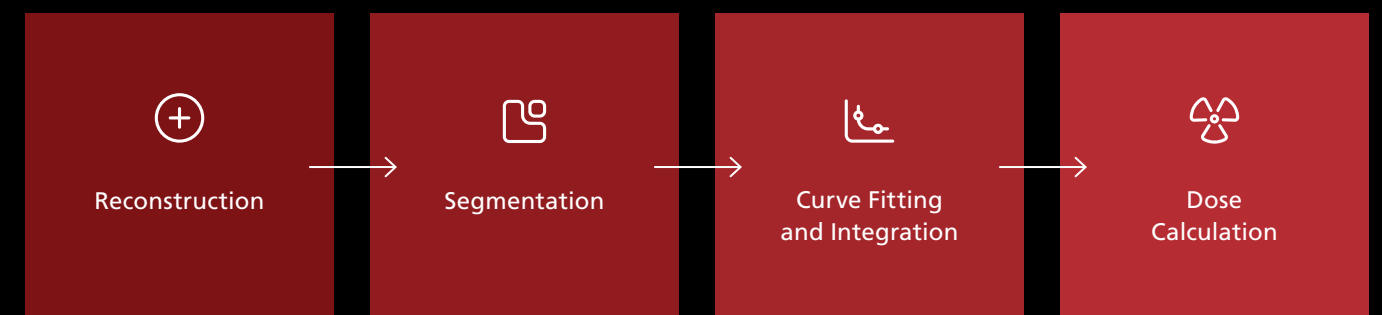 Reconstruction
Segmentation
Curve Fitting
and Integration
Dose
Calculation